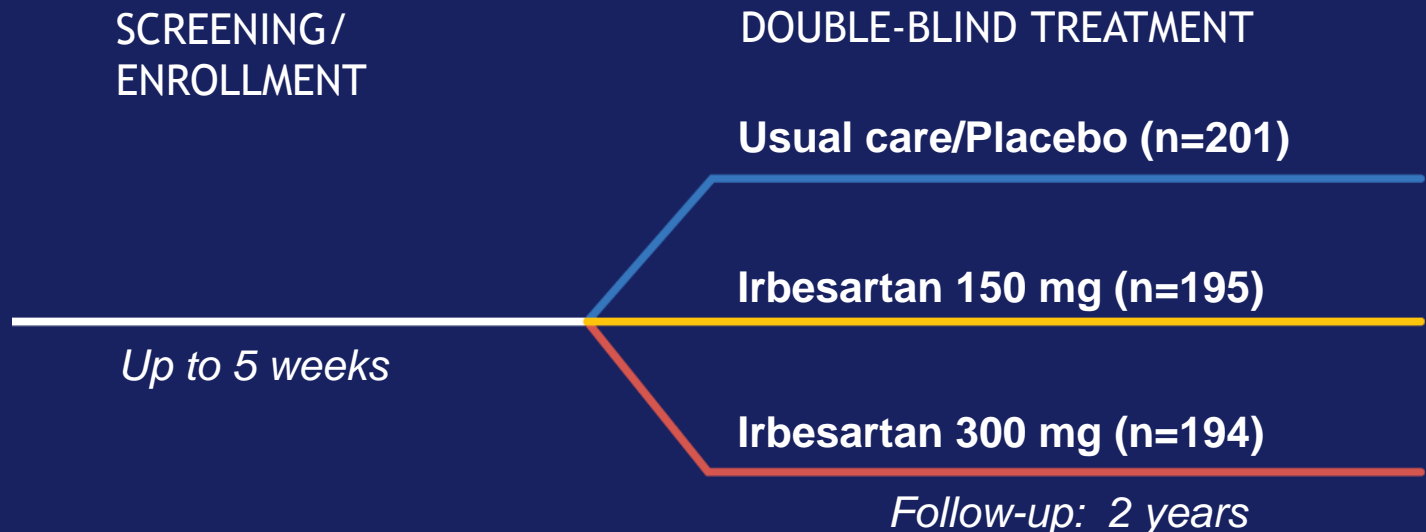 SCREENING/
ENROLLMENT
DOUBLE-BLIND TREATMENT
Usual care/Placebo (n=201)
Irbesartan 150 mg (n=195)
Up to 5 weeks
Irbesartan 300 mg (n=194)
Follow-up: 2 years